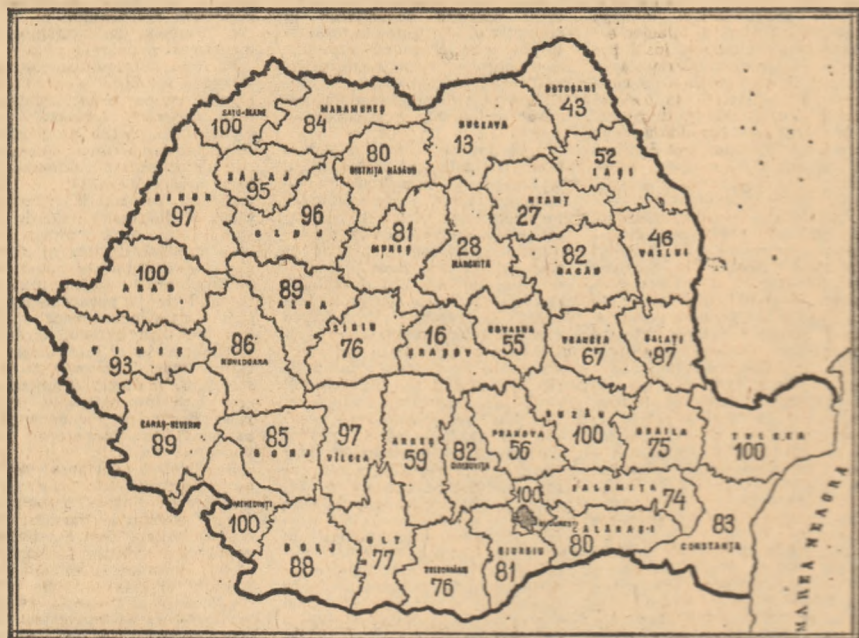 BOTOȘANI
43
SATU-MARE
100
MARAMUREȘ
84
SUCEAVA
13
80
BISTRIȚA NĂSĂUD
52
IAȘI
SĂLAJ
95
BIHOR
97
96
CLUJ
NEAMȚ
27
81
MUREȘ
28
HARGHITA
46
VASLUI
82
BACĂU
100
ARAD
89
ALBA
SIBIU
76
16
BRAȘOV
COVASNA
55
VRANCEA
67
GALAȚI
97
TIMIȘ
93
86
HUNEDOARA
CARAȘ-SEVERIN
89
85
GORJ
97
VÎLCEA
ARGEȘ
59
82
DÎMBOVIȚA
PRAHOVA
56
BUZĂU
100
BRAILA
75
TULCEA
100
MEHEDINȚI
100
DOLJ
88
OLT
77
TELEORMAN
76
GIURGIU
81
100
BUCUREȘTI
IALOMIȚA
74
CĂLĂRAȘI
80
83
CONSTANȚA
MAREA NEAGRA